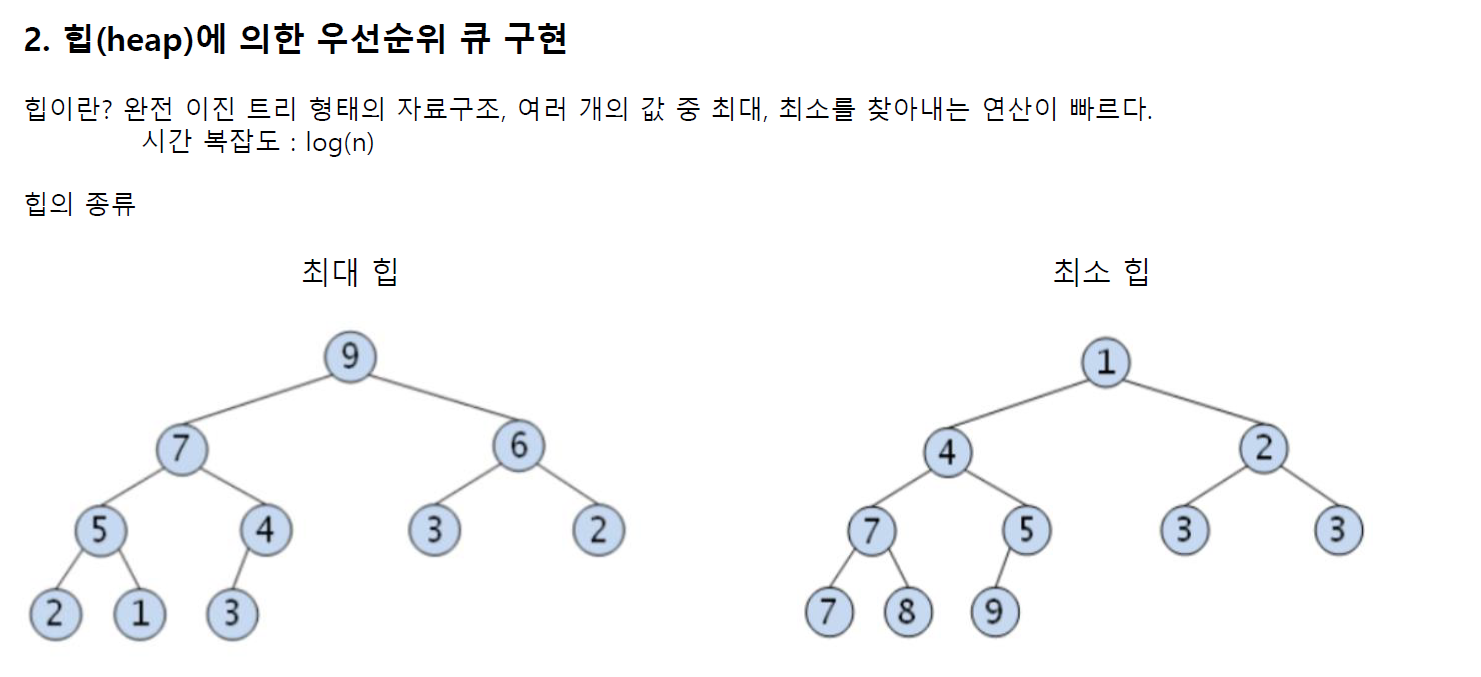 2. 힙(heap)에 의한 우선순위 큐 구현
힙이란? 완전 이진 트리 형태의 자료구조, 여러 개의 값 중 최대, 최소를 찾아내는 연산이 빠르다.
시간 복잡도 : log(n)
힙의 종류
최대 힙
9
7 6
5 4 3 2
2 1 3
최소 힙
1
4 2
7 5 3 3
7 8 9